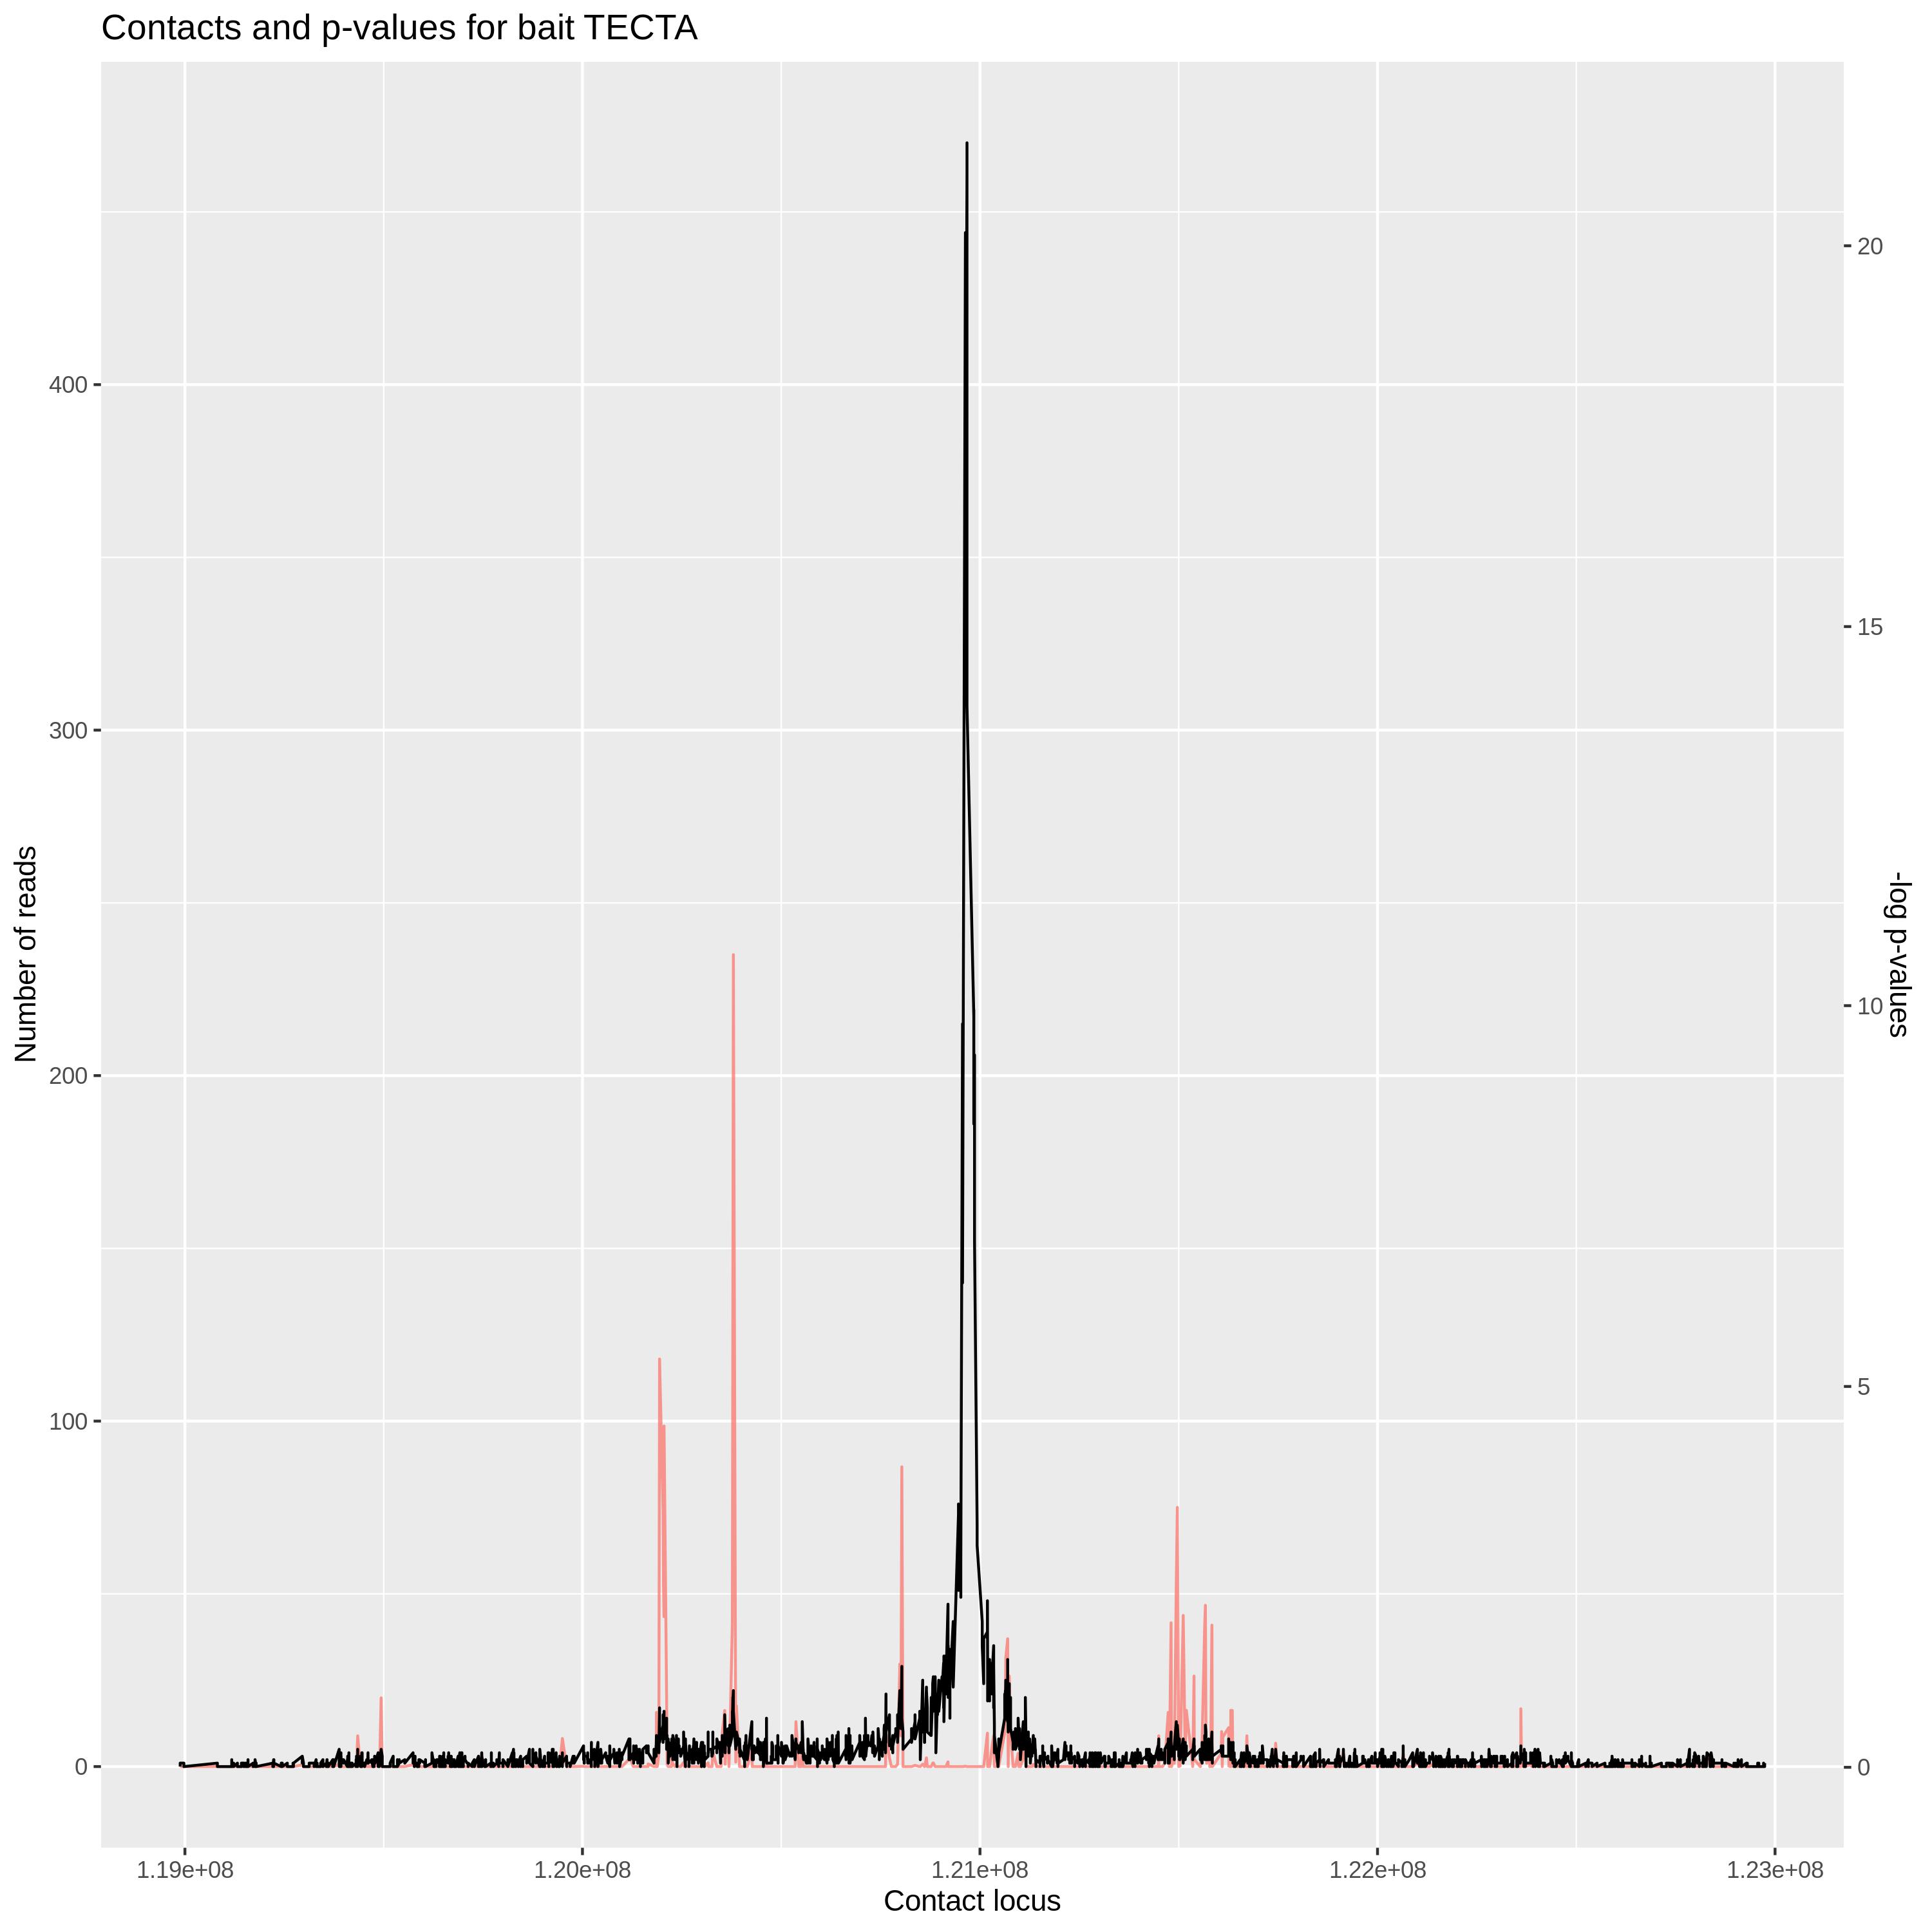 Contacts and p-values for bait TECTA
Number of reads
400
300
200
100
0
20
15
10
5
0
-log p-values
1.19e+08
1.20e+08
1.21e+08
1.22e+08
1.23e+08
Contact locus